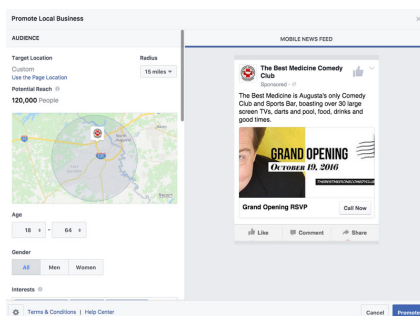 Promote Local Business
AUDIENCE
Target Location
Radius
Custom
15 miles
Use the Page Location
Potential Reach
120,000 People
North
Augusta
Age
18 - 64
Gender
All Men Women
Interests
Terms & Conditions | Help Center
MOBILE NEWS FEED
The Best Medicine Comedy
Club
Sponsored
The Best Medicine is Augusta's only Comedy
Club and Sports Bar, boasting over 30 large
screen TVs, darts and pool, food, drinks and
good times.
GRAND OPENING
OCTOBER 19, 2016
Grand Opening RSVP
Call Now
Like Comment Share
Cancel Promote